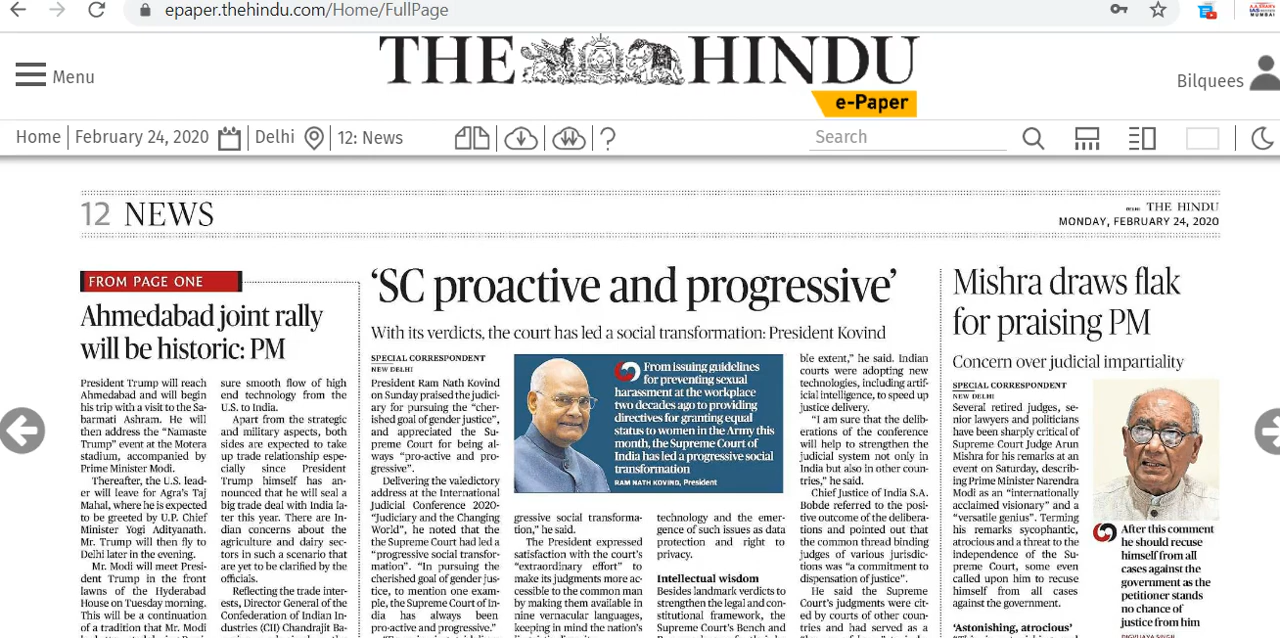 epaper.thehindu.com/Home/FullPage
Menu
THE HINDU
e-Paper
Bilquees
Home
February 24, 2020
Delhi
12: News
Search
12 NEWS
THE HINDU
MONDAY, FEBRUARY 24, 2020
FROM PAGE ONE
Ahmedabad joint rally
will be historic: PM
President Trump will reach
Ahmedabad and will begin
his trip with a visit to the Sa-
barmati Ashram. He will
then address the “Namaste
Trump” event at the Motera
stadium, accompanied by
Prime Minister Modi.
Thereafter, the U.S. lead-
er will leave for Agra's Taj
Mahal, where he is expected
to be greeted by U.P. Chief
Minister Yogi Adityanath.
Mr. Trump will then fly to
Delhi later in the evening.
Mr. Modi will meet Presi-
dent Trump in the front
lawns of the Hyderabad
House on Tuesday morning.
This will be a continuation
of a tradition that Mr. Modi
sure smooth flow of high
end technology from the
U.S. to India.
Apart from the strategic
and military aspects, both
sides are expected to take
up trade relationship espe-
cially since President
Trump himself has an-
nounced that he will seal a
big trade deal with India la-
ter this year. There are In-
dian concerns about the
agriculture and dairy sec-
tors in such a scenario that
are yet to be clarified by the
officials.
Reflecting the trade inter-
ests, Director General of the
Confederation of Indian In-
dustries (CII) Chandrajit Ba-
‘SC proactive and progressive’
With its verdicts, the court has led a social transformation: President Kovind
SPECIAL CORRESPONDENT
NEW DELHI
President Ram Nath Kovind
on Sunday praised the judici-
ary for pursuing the “cher-
ished goal of gender justice”,
and appreciated the Su-
preme Court for being al-
ways “pro-active and pro-
gressive”.
Delivering the valedictory
address at the International
Judicial Conference 2020-
“Judiciary and the Changing
World”, he noted that the
the Supreme Court had led a
“progressive social transfor-
mation”. “In pursuing the
cherished goal of gender jus-
tice, to mention one exam-
ple, the Supreme Court of In-
dia has always been
pro-active and progressive.”
From issuing guidelines
for preventing sexual
harassment at the workplace
two decades ago to providing
directives for granting equal
status to women in the Army this
month, the Supreme Court of
India has led a progressive social
transformation
RAM NATH KOVIND, President
gressive social transforma-
tion,” he said.
The President expressed
satisfaction with the court's
“extraordinary effort” to
make its judgments more ac-
cessible to the common man
by making them available in
nine vernacular languages,
keeping in mind the nation's
technology and the emer-
gence of such issues as data
protection and right to
privacy.
Intellectual wisdom
Besides landmark verdicts to
strengthen the legal and con-
stitutional framework, the
Supreme Court's Bench and
ble extent,” he said. Indian
courts were adopting new
technologies, including artif-
icial intelligence, to speed up
justice delivery.
“I am sure that the delib-
erations of the conference
will help to strengthen the
judicial system not only in
India but also in other coun-
tries,” he said.
Chief Justice of India S.A.
Bobde referred to the pos-
itive outcome of the delibera-
tions and pointed out that
the common thread binding
judges of various jurisdic-
tions was “a commitment to
dispensation of justice”.
He said the Supreme
Court's judgments were cit-
ed by courts of other coun-
tries and had served as a
Mishra draws flak
for praising PM
Concern over judicial impartiality
SPECIAL CORRESPONDENT
NEW DELHI
Several retired judges, se-
nior lawyers and politicians
have been sharply critical of
Supreme Court Judge Arun
Mishra for his remarks at an
event on Saturday, describ-
ing Prime Minister Narendra
Modi as an “internationally
acclaimed visionary” and a
“versatile genius”. Terming
his remarks sycophantic,
atrocious and a threat to the
independence of the Su-
preme Court, some even
called upon him to recuse
himself from all cases
against the government.
‘Astonishing, atrocious’
After this comment
he should recuse
himself from all
cases against the
government as the
petitioner stands
no chance of
justice from him
DIGVIJAYA SINGH